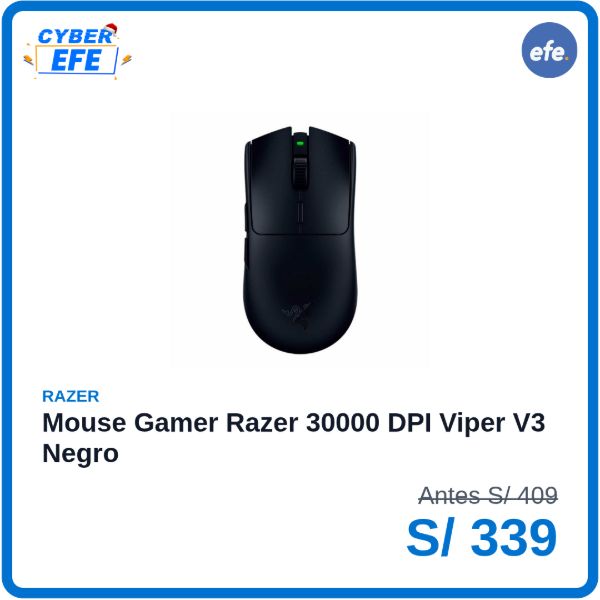 CYBER
EFE
efe.
RAZER
Mouse Gamer Razer 30000 DPI Viper V3
Negro
Antes S/ 409
S/ 339